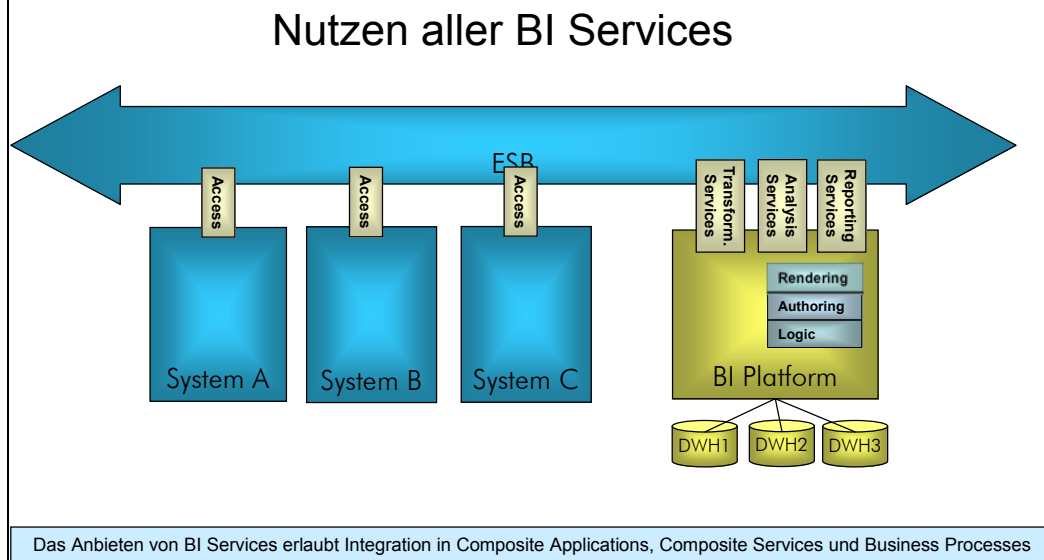 Nutzen aller BI Services
ESB
Access
Access
Access
Transform.
Services
Analysis
Services
Reporting
Services
Rendering
Authoring
Logic
System A
System B
System C
BI Platform
DWH1
DWH2
DWH3
Das Anbieten von BI Services erlaubt Integration in Composite Applications, Composite Services und Business Processes